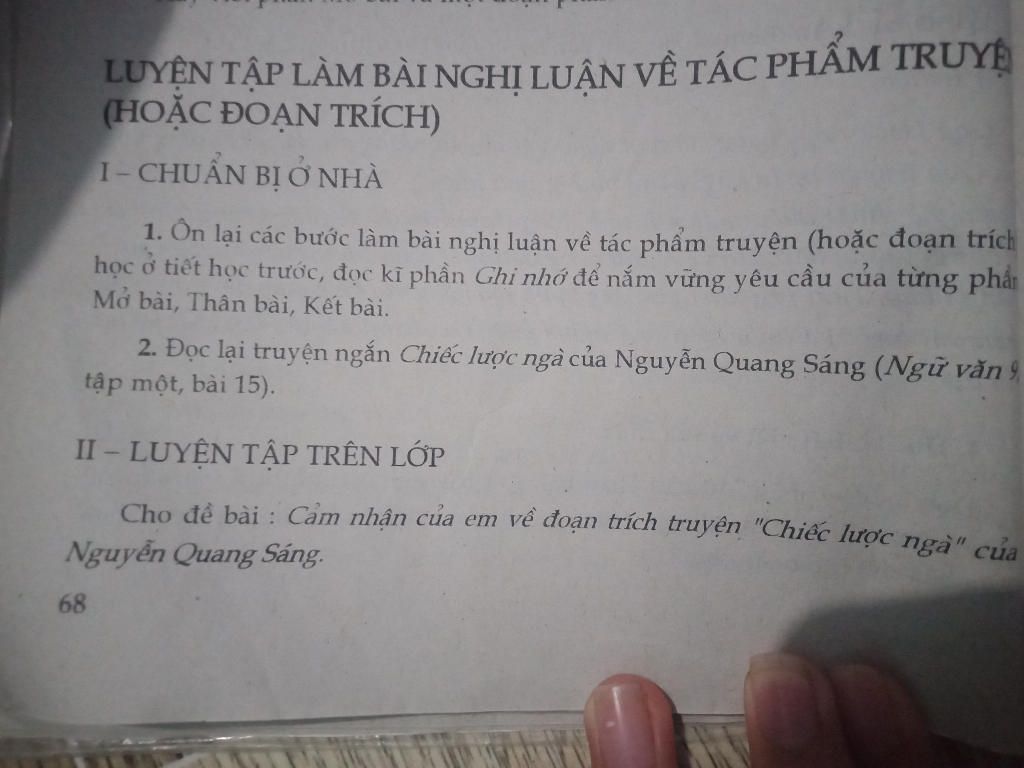 LUYỆN TẬP LÀM BÀI NGHỊ LUẬN VỀ TÁC PHẨM TRUYỆ
(HOẶC ĐOẠN TRÍCH)
I – CHUẨN BỊ Ở NHÀ
1. Ôn lại các bước làm bài nghị luận về tác phẩm truyện (hoặc đoạn trích
học ở tiết học trước, đọc kĩ phần Ghi nhớ để nắm vững yêu cầu của từng phần
Mở bài, Thân bài, Kết bài.
2. Đọc lại truyện ngắn Chiếc lược ngà của Nguyễn Quang Sáng (Ngữ văn 9,
tập một, bài 15).
II – LUYỆN TẬP TRÊN LỚP
Cho đề bài : Cảm nhận của em về đoạn trích truyện "Chiếc lược ngà" của
Nguyễn Quang Sáng.
68